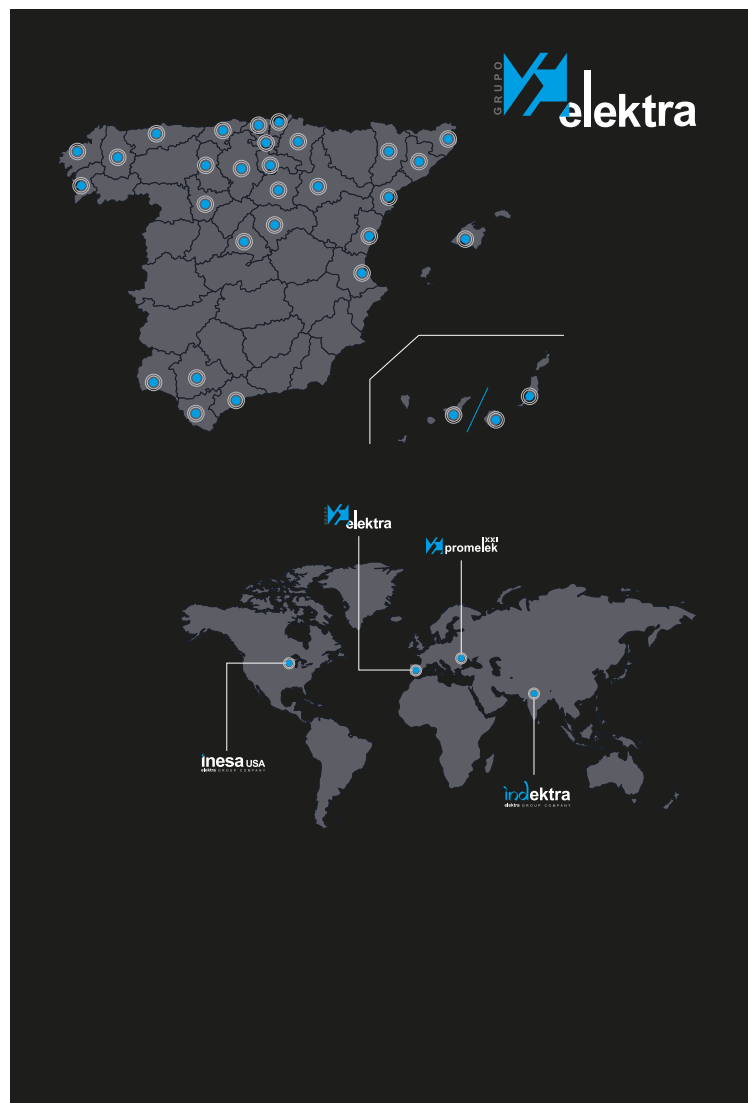 GRUPO
elektra
elektra
promelek XXI
inesa USA
elektra GROUP COMPANY
indektra
elektra GROUP COMPANY